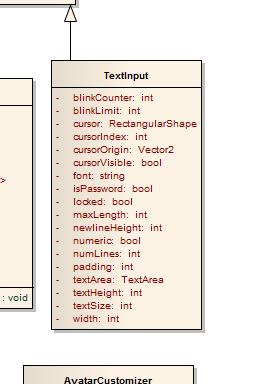 TextInput
- blinkCounter: int
- blinkLimit: int
- cursor: RectangularShape
- cursorIndex: int
- cursorOrigin: Vector2
- cursorVisible: bool
- font: string
- isPassword: bool
- locked: bool
- maxLength: int
- newlineHeight: int
- numeric: bool
- numLines: int
- padding: int
- textArea: TextArea
- textHeight: int
- textSize: int
- width: int
>
: void
AvatarCustomizer